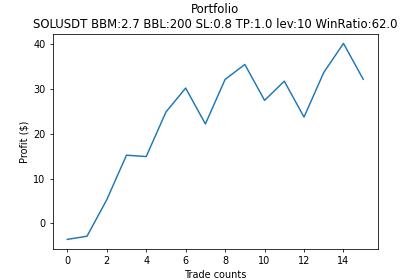 Portfolio
SOLUSDT BBM:2.7 BBL:200 SL:0.8 TP:1.0 lev:10 WinRatio:62.0
40
30
20
10
0
Profit ($)
0 2 4 6 8 10 12 14
Trade counts